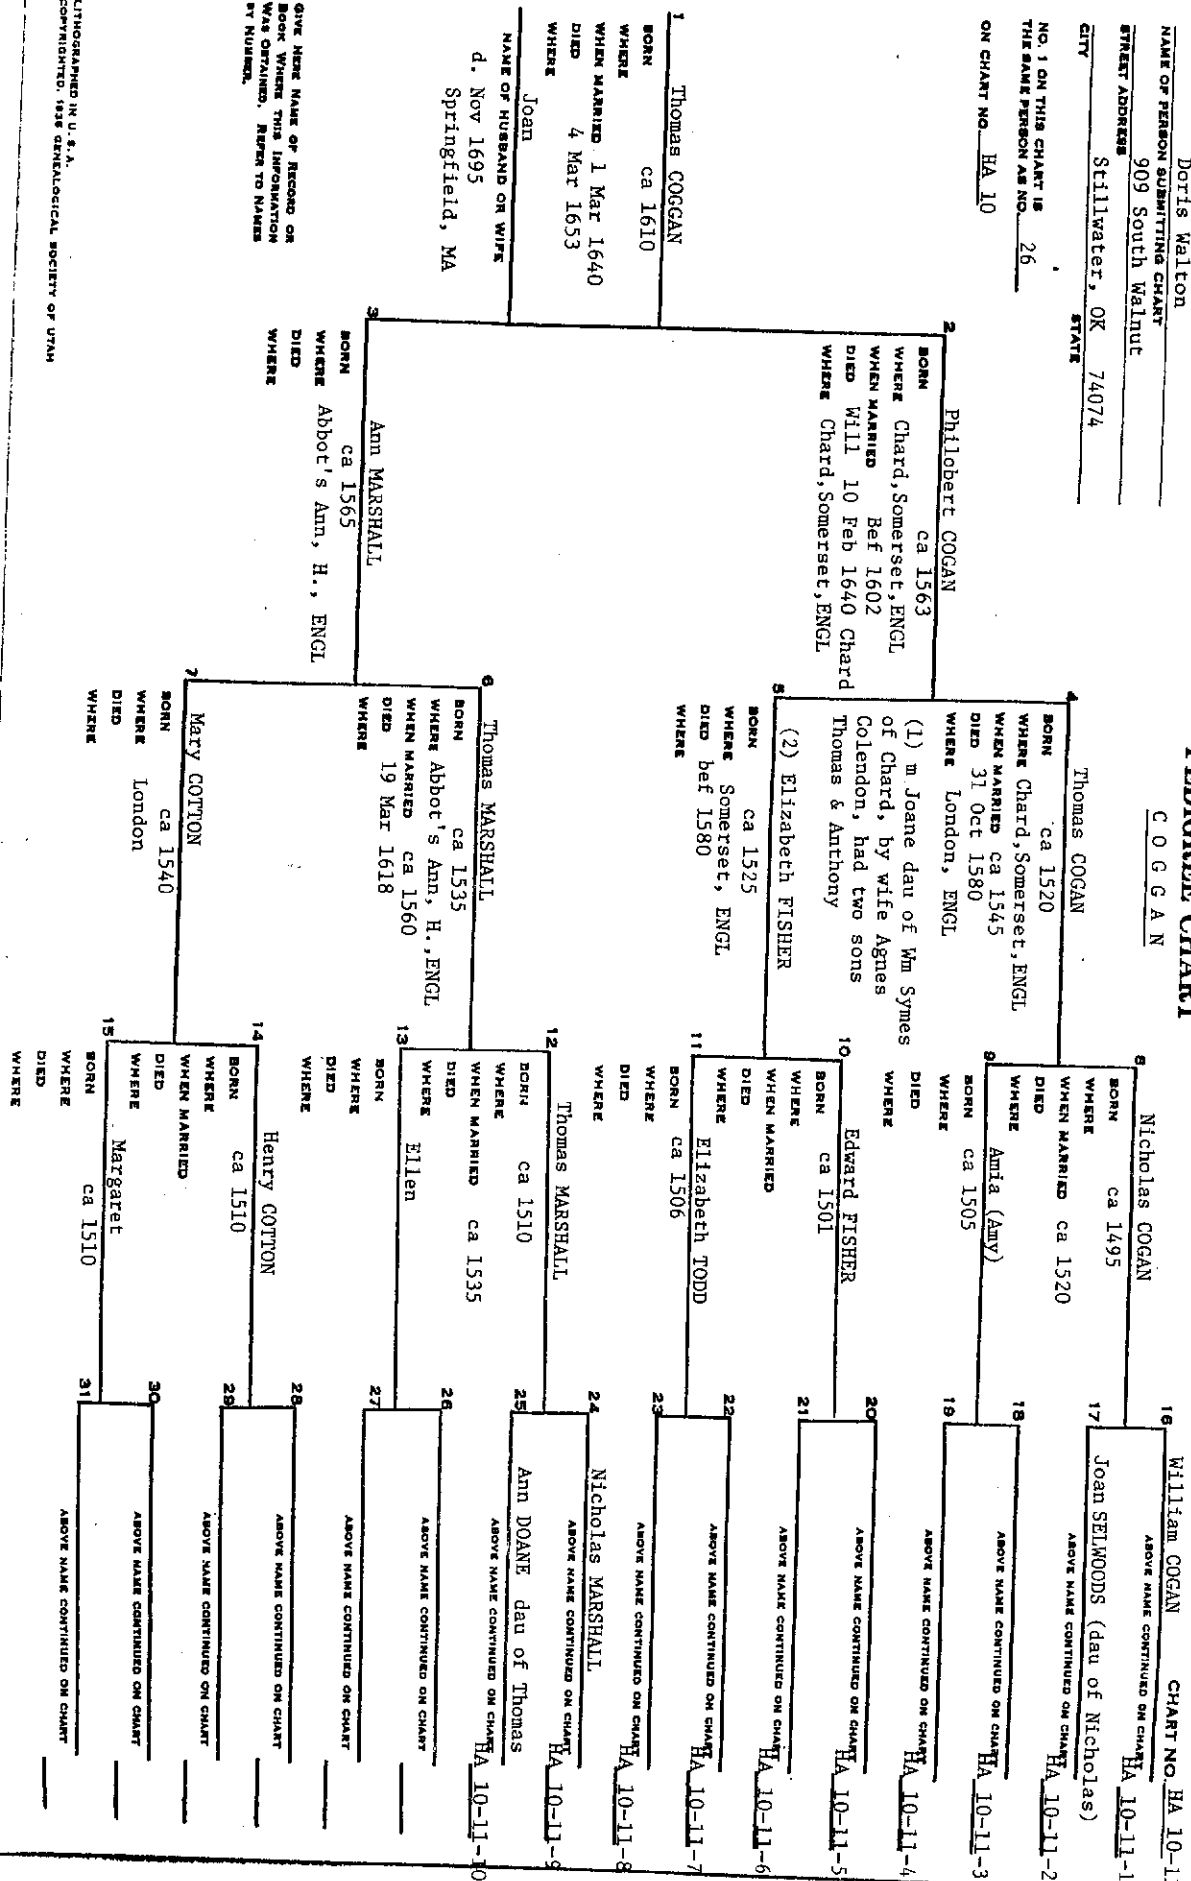 PEDIGREE CHART
COGGAN
CHART NO. HA 10-11
Doris Walton
NAME OF PERSON SUBMITTING CHART
909 South Walnut
STREET ADDRESS
Stillwater, OK 74074
CITY STATE
NO. 1 ON THIS CHART IS
THE SAME PERSON AS NO. 26
ON CHART NO. HA 10
1
Thomas COGGAN
BORN ca 1610
WHERE
WHEN MARRIED 1 Mar 1640
DIED 4 Mar 1653
WHERE
Joan
NAME OF HUSBAND OR WIFE
d. Nov 1695
Springfield, MA
GIVE HERE NAME OF RECORD OR
BOOK WHERE THIS INFORMATION
WAS OBTAINED. REFER TO NAMES
BY NUMBER.
LITHOGRAPHED IN U.S.A.
COPYRIGHTED. 1936 GENEALOGICAL SOCIETY OF UTAH
2
Philobert COGAN
BORN ca 1563
WHERE Chard,Somerset,ENGL
WHEN MARRIED Bef 1602
DIED Will 10 Feb 1640 Chard
WHERE Chard,Somerset,ENGL
3
Ann MARSHALL
BORN ca 1565
WHERE Abbot's Ann, H., ENGL
DIED
WHERE
4
Thomas COGAN
BORN ca 1520
WHERE Chard,Somerset,ENGL
WHEN MARRIED ca 1545
DIED 31 Oct 1580
WHERE London, ENGL
(1) m Joane dau of Wm Symes
of Chard, by wife Agnes
Colendon, had two sons
Thomas & Anthony
5
(2) Elizabeth FISHER
BORN ca 1525
WHERE Somerset, ENGL
DIED bef 1580
WHERE
6
Thomas MARSHALL
BORN ca 1535
WHERE Abbot's Ann, H.,ENGL
WHEN MARRIED ca 1560
DIED 19 Mar 1618
WHERE
7
Mary COTTON
BORN ca 1540
WHERE London
DIED
WHERE
8
Nicholas COGAN
BORN ca 1495
WHERE
WHEN MARRIED ca 1520
DIED
WHERE
9
Amia (Amy)
BORN ca 1505
WHERE
DIED
WHERE
10
Edward FISHER
BORN ca 1501
WHERE
WHEN MARRIED
DIED
WHERE
11
Elizabeth TODD
BORN ca 1506
WHERE
DIED
WHERE
12
Thomas MARSHALL
BORN ca 1510
WHERE
WHEN MARRIED ca 1535
DIED
WHERE
13
Ellen
BORN
WHERE
DIED
WHERE
14
Henry COTTON
BORN ca 1510
WHERE
WHEN MARRIED
DIED
WHERE
15
Margaret
BORN ca 1510
WHERE
DIED
WHERE
16 William COGAN
ABOVE NAME CONTINUED ON CHART HA 10-11-1
17 Joan SELWOODS (dau of Nicholas)
ABOVE NAME CONTINUED ON CHART HA 10-11-2
18
ABOVE NAME CONTINUED ON CHART HA 10-11-3
19
ABOVE NAME CONTINUED ON CHART HA 10-11-4
20
ABOVE NAME CONTINUED ON CHART HA 10-11-5
21
ABOVE NAME CONTINUED ON CHART HA 10-11-6
22
ABOVE NAME CONTINUED ON CHART HA 10-11-7
23
ABOVE NAME CONTINUED ON CHART HA 10-11-8
24 Nicholas MARSHALL
ABOVE NAME CONTINUED ON CHART HA 10-11-9
25 Ann DOANE dau of Thomas
ABOVE NAME CONTINUED ON CHART HA 10-11-10
26
ABOVE NAME CONTINUED ON CHART
27
ABOVE NAME CONTINUED ON CHART
28
ABOVE NAME CONTINUED ON CHART
29
ABOVE NAME CONTINUED ON CHART
30
ABOVE NAME CONTINUED ON CHART
31
ABOVE NAME CONTINUED ON CHART